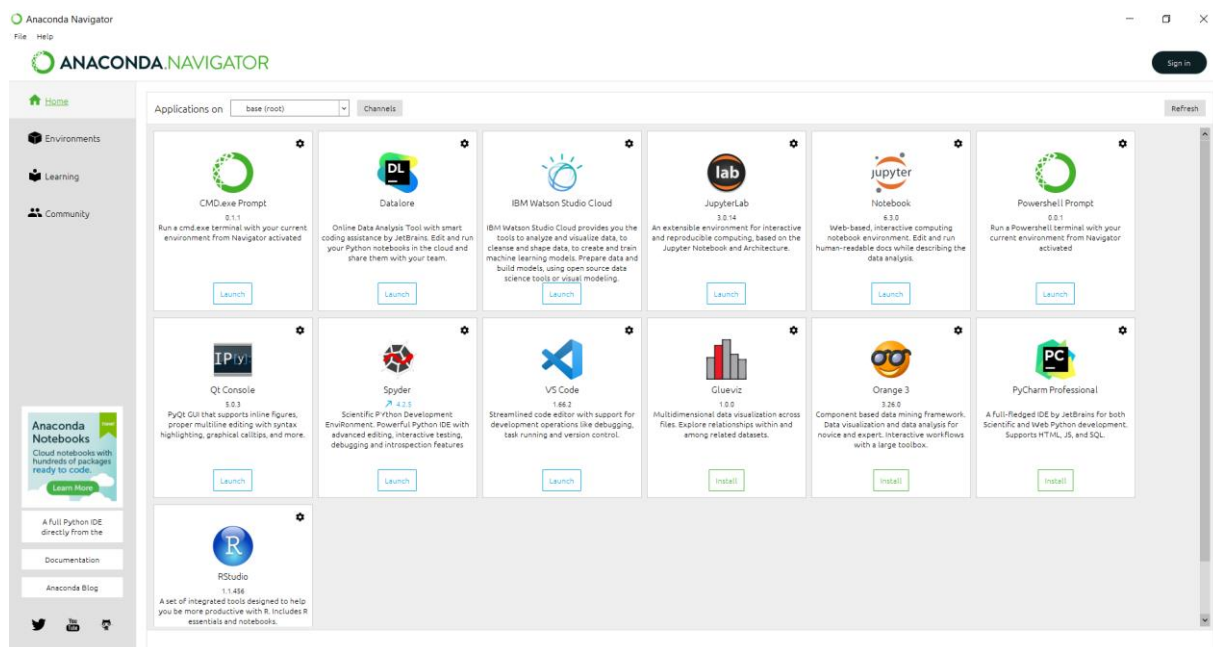 Anaconda Navigator
File Help
ANACONDA.NAVIGATOR
Sign in
Home
Environments
Learning
Community
Applications on base (root) Channels
Refresh
CMD.exe Prompt
0.1.1
Run a cmd.exe terminal with your current
environment from Navigator activated
Launch
DL
Datalore
Online Data Analysis Tool with smart
coding assistance by JetBrains. Edit and run
your Python notebooks in the cloud and
share them with your team.
Launch
IBM Watson Studio Cloud
IBM Watson Studio Cloud provides you the
tools to analyze and visualize data, to
cleanse and shape data, to create and train
machine learning models. Prepare data and
build models, using open source data
science tools or visual modeling.
Launch
lab
JupyterLab
3.0.14
An extensible environment for interactive
and reproducible computing, based on the
Jupyter Notebook and Architecture.
Launch
jupyter
Notebook
6.3.0
Web-based, interactive computing
notebook environment. Edit and run
human-readable docs while describing the
data analysis.
Launch
Powershell Prompt
0.0.1
Run a Powershell terminal with your
current environment from Navigator
activated
Launch
IP[y]:
Qt Console
5.0.3
PyQt GUI that supports inline figures,
proper multiline editing with syntax
highlighting, graphical calltips, and more.
Launch
Spyder
4.2.5
Scientific PYthon Development
EnviRonment. Powerful Python IDE with
advanced editing, interactive testing,
debugging and introspection features
Launch
VS Code
1.66.2
Streamlined code editor with support for
development operations like debugging,
task running and version control.
Launch
Glueviz
1.0.0
Multidimensional data visualization across
files. Explore relationships within and
among related datasets.
Install
Orange 3
3.26.0
Component based data mining framework.
Data visualization and data analysis for
novice and expert. Interactive workflows
with a large toolbox.
Install
PC
PyCharm Professional
A full-fledged IDE by JetBrains for both
Scientific and Web Python development.
Supports HTML, JS, and SQL.
Install
R
RStudio
1.1.456
A set of integrated tools designed to help
you be more productive with R. Includes R
essentials and notebooks.
Anaconda
Notebooks
Cloud notebooks with
hundreds of packages
ready to code.
Learn More
A full Python IDE
directly from the
Documentation
Anaconda Blog
You
Tube